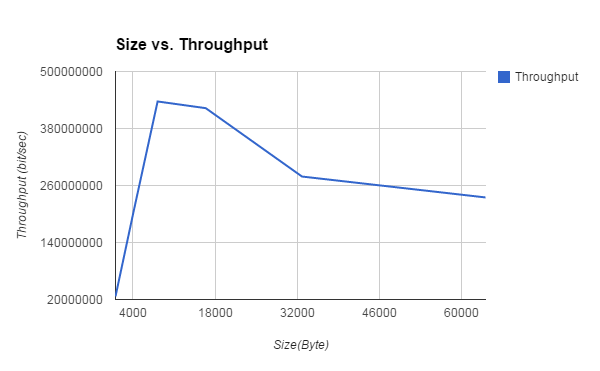 Size vs. Throughput
500000000
380000000
260000000
140000000
20000000
Throughput (bit/sec)
4000 18000 32000 46000 60000
Size(Byte)
Throughput